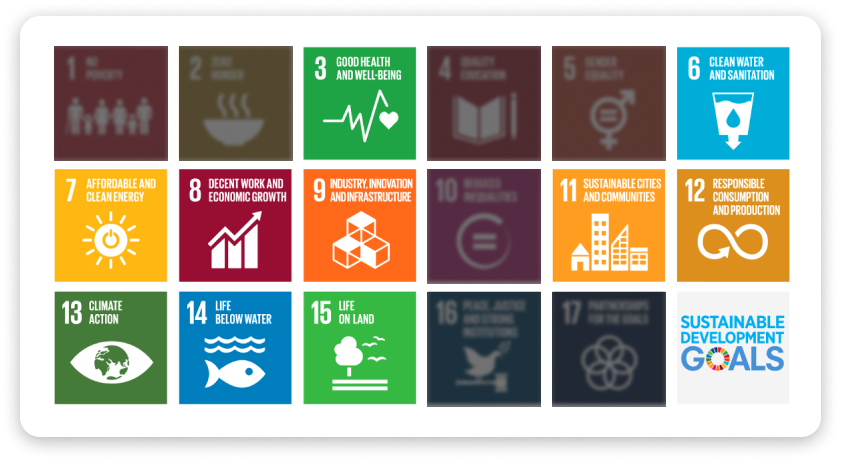 1 NO
POVERTY
2 ZERO
HUNGER
3 GOOD HEALTH
AND WELL-BEING
4 QUALITY
EDUCATION
5 GENDER
EQUALITY
6 CLEAN WATER
AND SANITATION
7 AFFORDABLE AND
CLEAN ENERGY
8 DECENT WORK AND
ECONOMIC GROWTH
9 INDUSTRY, INNOVATION
AND INFRASTRUCTURE
10 REDUCED
INEQUALITIES
11 SUSTAINABLE CITIES
AND COMMUNITIES
12 RESPONSIBLE
CONSUMPTION
AND PRODUCTION
13 CLIMATE
ACTION
14 LIFE
BELOW WATER
15 LIFE
ON LAND
16 PEACE, JUSTICE
AND STRONG
INSTITUTIONS
17 PARTNERSHIPS
FOR THE GOALS
SUSTAINABLE
DEVELOPMENT
GOALS